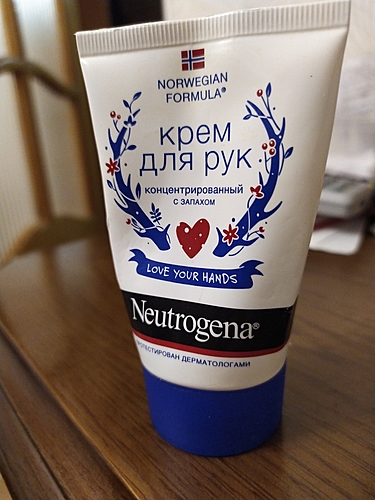 NORWEGIAN
FORMULA®
крем
для рук
концентрированный
с запахом
LOVE YOUR HANDS
Neutrogena®
ПРОТЕСТИРОВАН ДЕРМАТОЛОГАМИ